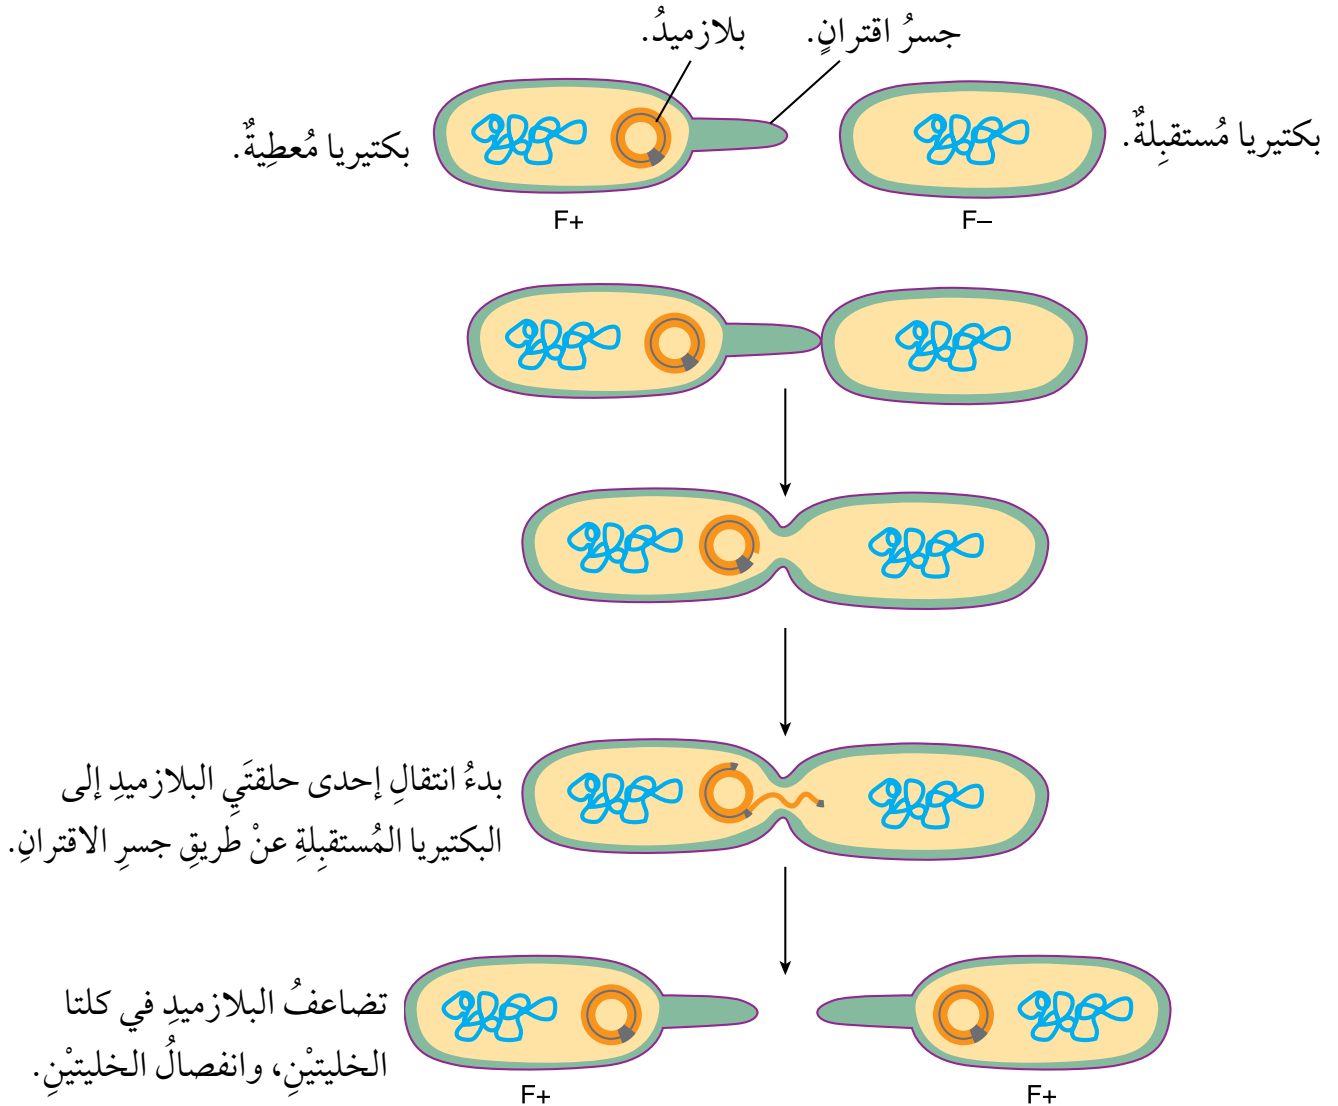 جسرُ اقترانٍ.
بلازميدُ.
بكتيريا مُستقبِلةٌ.
بكتيريا مُعطِيةٌ.
F+
F–
بدءُ انتقالِ إحدى حلقتَيِ البلازميدِ إلى
البكتيريا المُستقبِلةِ عنْ طريقِ جسرِ الاقترانِ.
تضاعفُ البلازميدِ في كلتا
الخليتيْنِ، وانفصالُ الخليتيْنِ.
F+
F+